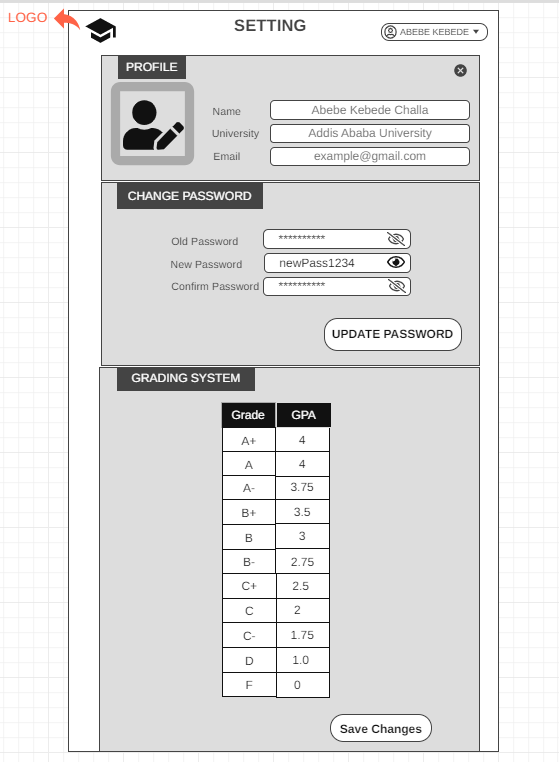 LOGO
SETTING
ABEBE KEBEDE
PROFILE
Name
Abebe Kebede Challa
University
Addis Ababa University
Email
example@gmail.com
CHANGE PASSWORD
Old Password
**********
New Password
newPass1234
Confirm Password
**********
UPDATE PASSWORD
GRADING SYSTEM
Grade GPA
A+ 4
A 4
A- 3.75
B+ 3.5
B 3
B- 2.75
C+ 2.5
C 2
C- 1.75
D 1.0
F 0
Save Changes